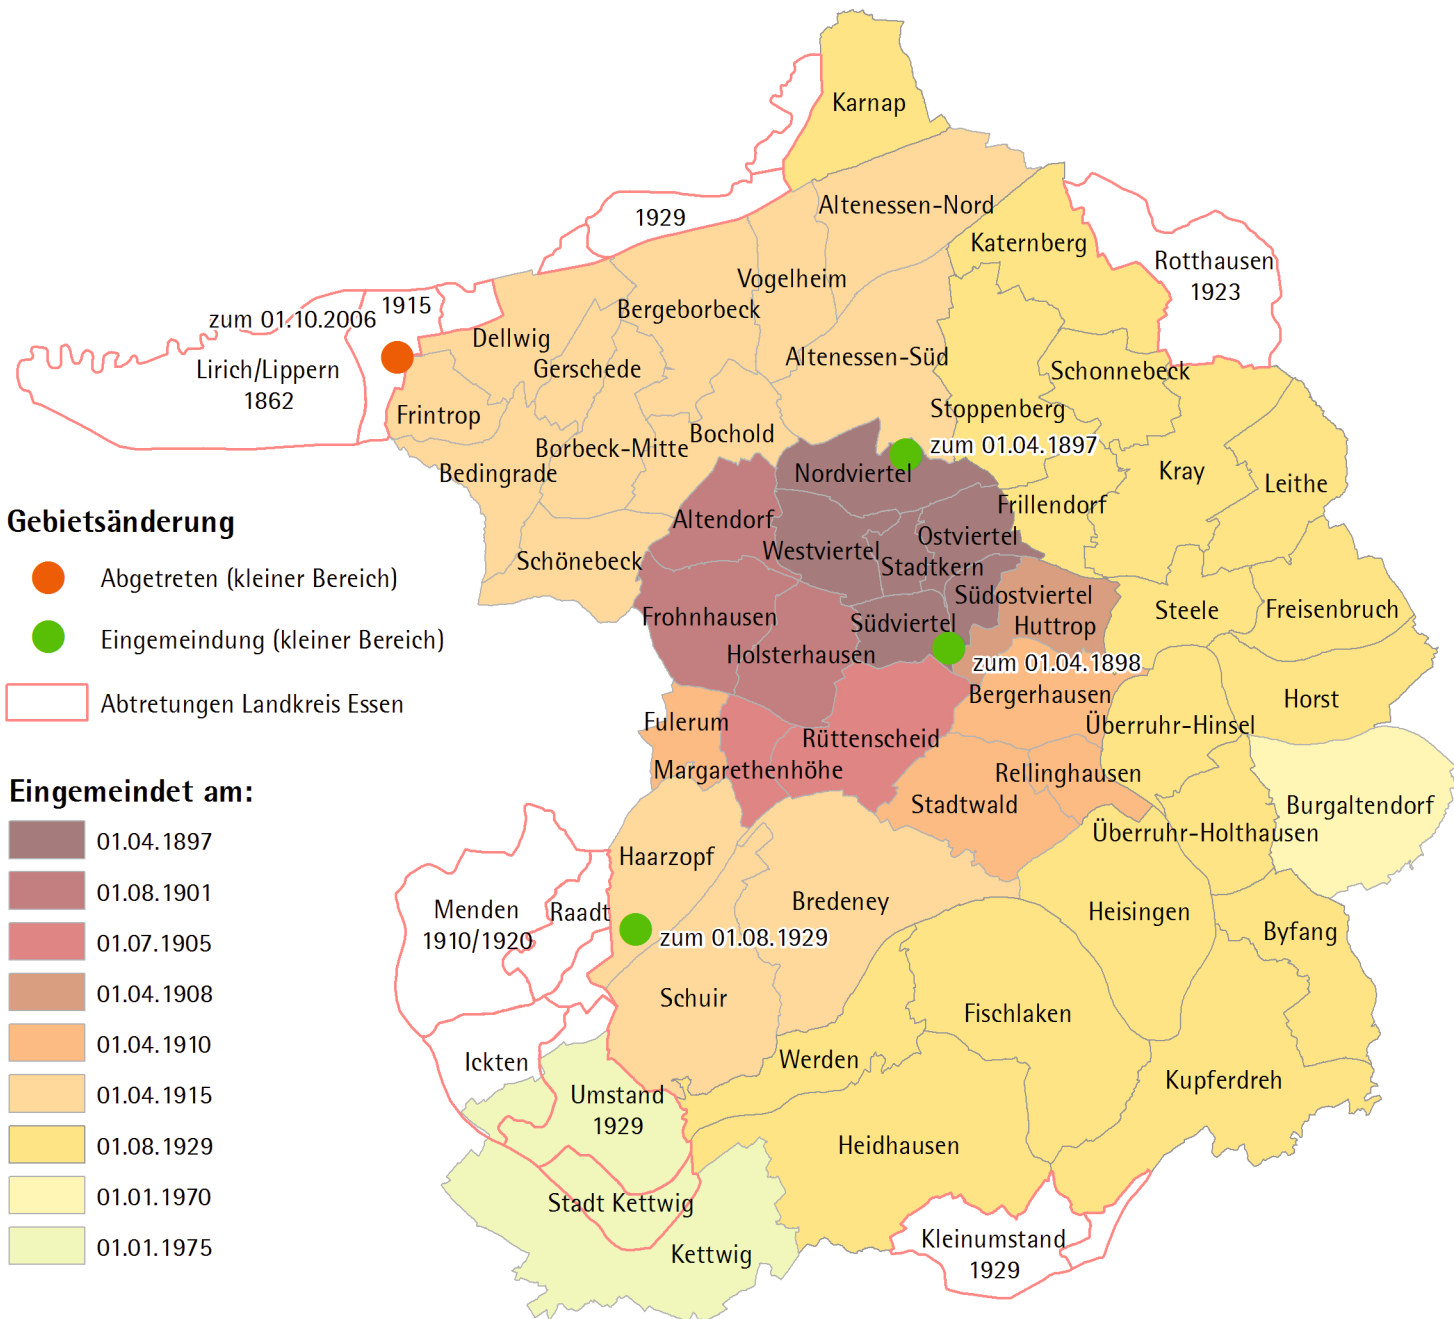 Karnap
Altenessen-Nord
1929
Katernberg
Rotthausen
1923
Vogelheim
Bergeborbeck
1915
zum 01.10.2006
Dellwig
Gerschede
Altenessen-Süd
Lirich/Lippern
1862
Schonnebeck
Frintrop
Stoppenberg
Bochold
Borbeck-Mitte
zum 01.04.1897
Bedingrade
Nordviertel
Kray
Leithe
Frillendorf
Altendorf
Ostviertel
Westviertel
Stadtkern
Schönebeck
Südostviertel
Huttrop
Steele
Freisenbruch
Frohnhausen
Südviertel
Holsterhausen
zum 01.04.1898
Bergerhausen
Horst
Fulerum
Überruhr-Hinsel
Rüttenscheid
Margarethenhöhe
Rellinghausen
Stadtwald
Burgaltendorf
Überruhr-Holthausen
Haarzopf
Bredeney
Heisingen
Menden
1910/1920
Raadt
Byfang
zum 01.08.1929
Schuir
Fischlaken
Ickten
Werden
Kupferdreh
Umstand
1929
Heidhausen
Stadt Kettwig
Kettwig
Kleinumstand
1929
Gebietsänderung
Abgetreten (kleiner Bereich)
Eingemeindung (kleiner Bereich)
Abtretungen Landkreis Essen
Eingemeindet am:
01.04.1897
01.08.1901
01.07.1905
01.04.1908
01.04.1910
01.04.1915
01.08.1929
01.01.1970
01.01.1975